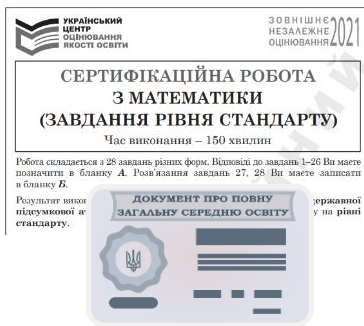 УКРАЇНСЬКИЙ
ЦЕНТР
ОЦІНЮВАННЯ
ЯКОСТІ ОСВІТИ
ЗОВНІШНЄ
НЕЗАЛЕЖНЕ
ОЦІНЮВАННЯ 2021
СЕРТИФІКАЦІЙНА РОБОТА
З МАТЕМАТИКИ
(ЗАВДАННЯ РІВНЯ СТАНДАРТУ)
Час виконання – 150 хвилин
Робота складається з 28 завдань різних форм. Відповіді до завдань 1–26 Ви маєте
позначити в бланку А. Розв'язання завдань 27, 28 Ви маєте записати
в бланку Б.
Результат державної
підсумкової на рівні
стандарту.
ДОКУМЕНТ ПРО ПОВНУ
ЗАГАЛЬНУ СЕРЕДНЮ ОСВІТУ